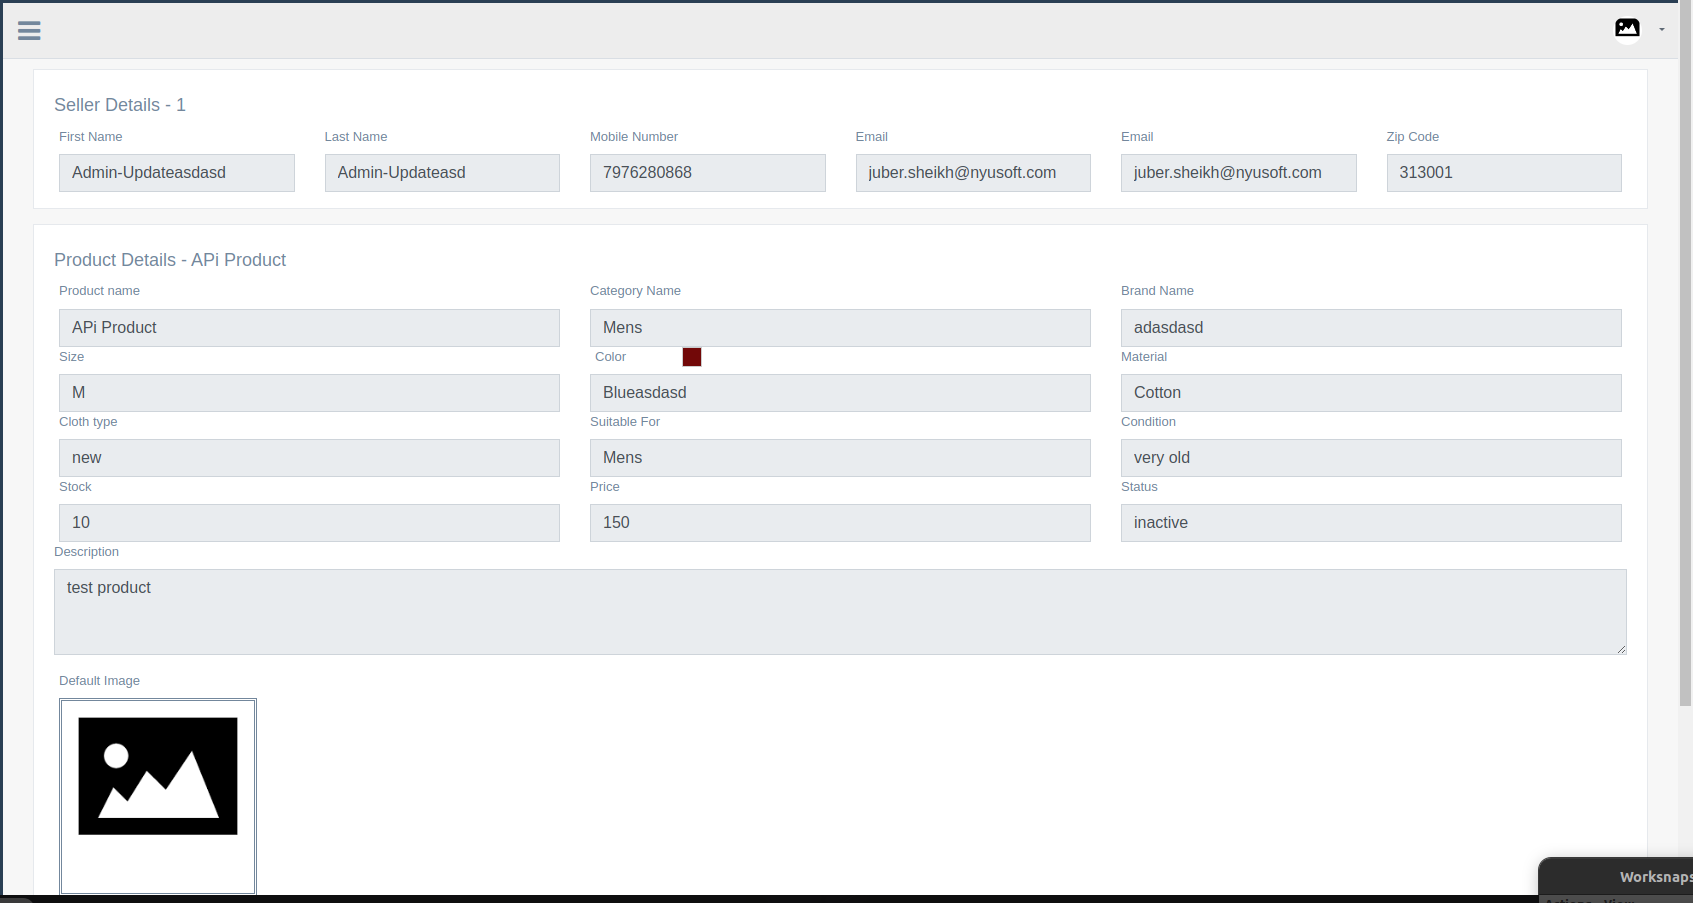 Seller Details - 1
First Name Last Name Mobile Number Email Email Zip Code
Admin-Updateasdasd Admin-Updateasd 7976280868 juber.sheikh@nyusoft.com juber.sheikh@nyusoft.com 313001
Product Details - APi Product
Product name Category Name Brand Name
APi Product Mens adasdasd
Size Color Material
M Blueasdasd Cotton
Cloth type Suitable For Condition
new Mens very old
Stock Price Status
10 150 inactive
Description
test product
Default Image
Worksnaps